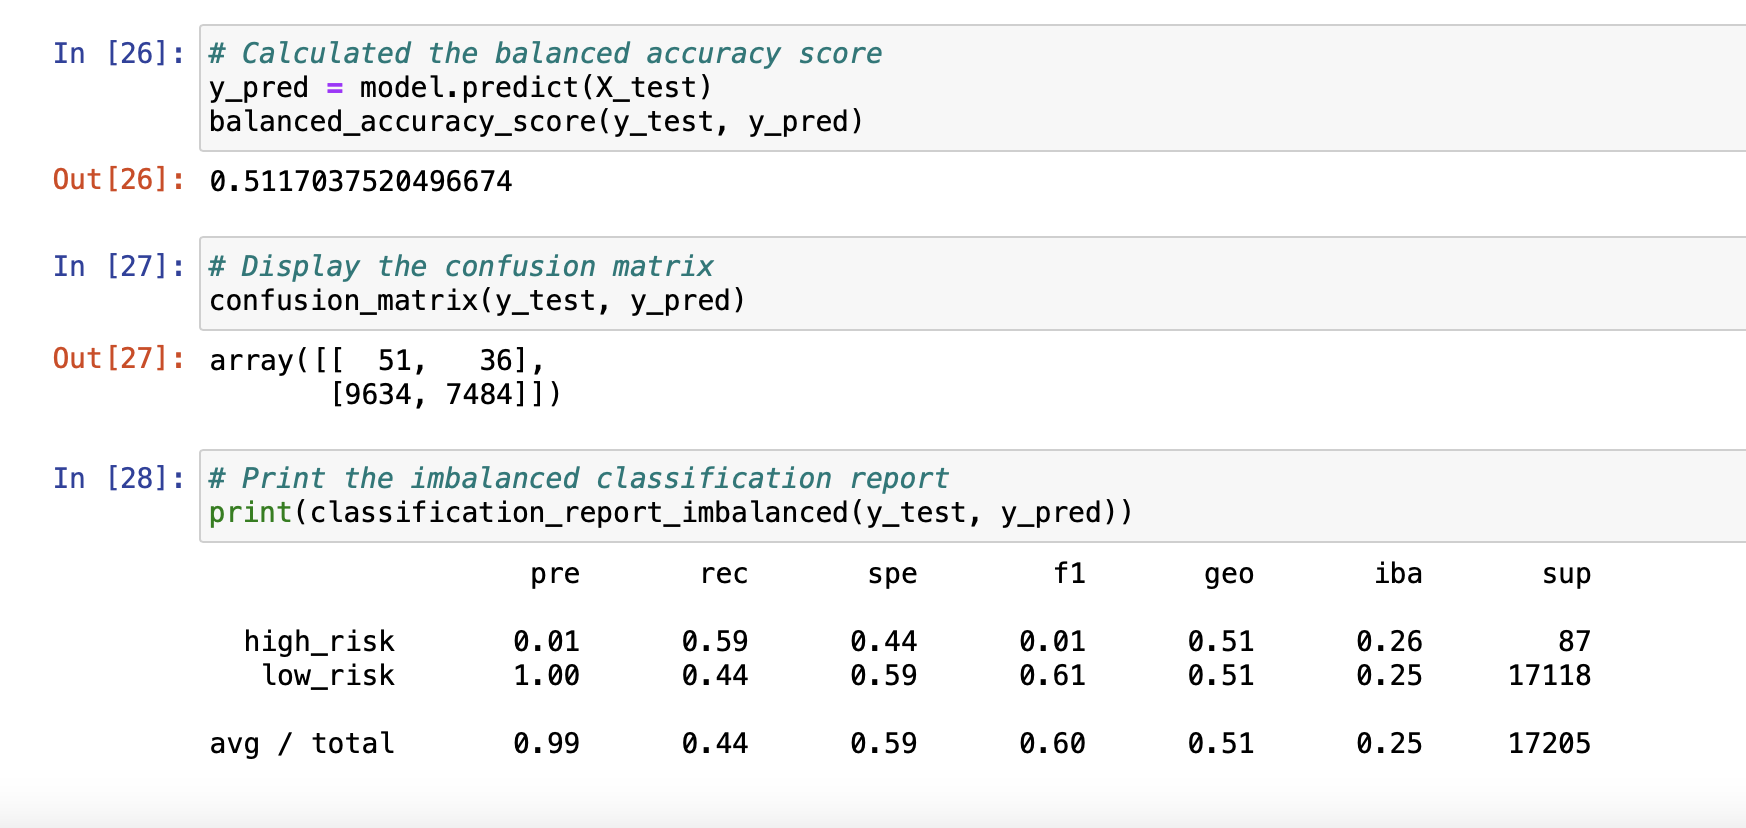 In [26]: # Calculated the balanced accuracy score
y_pred = model.predict(X_test)
balanced_accuracy_score(y_test, y_pred)
Out[26]: 0.5117037520496674
In [27]: # Display the confusion matrix
confusion_matrix(y_test, y_pred)
Out[27]: array([[  51,   36],
       [9634, 7484]])
In [28]: # Print the imbalanced classification report
print(classification_report_imbalanced(y_test, y_pred))
pre rec spe f1 geo iba sup
high_risk 0.01 0.59 0.44 0.01 0.51 0.26 87
low_risk 1.00 0.44 0.59 0.61 0.51 0.25 17118
avg / total 0.99 0.44 0.59 0.60 0.51 0.25 17205